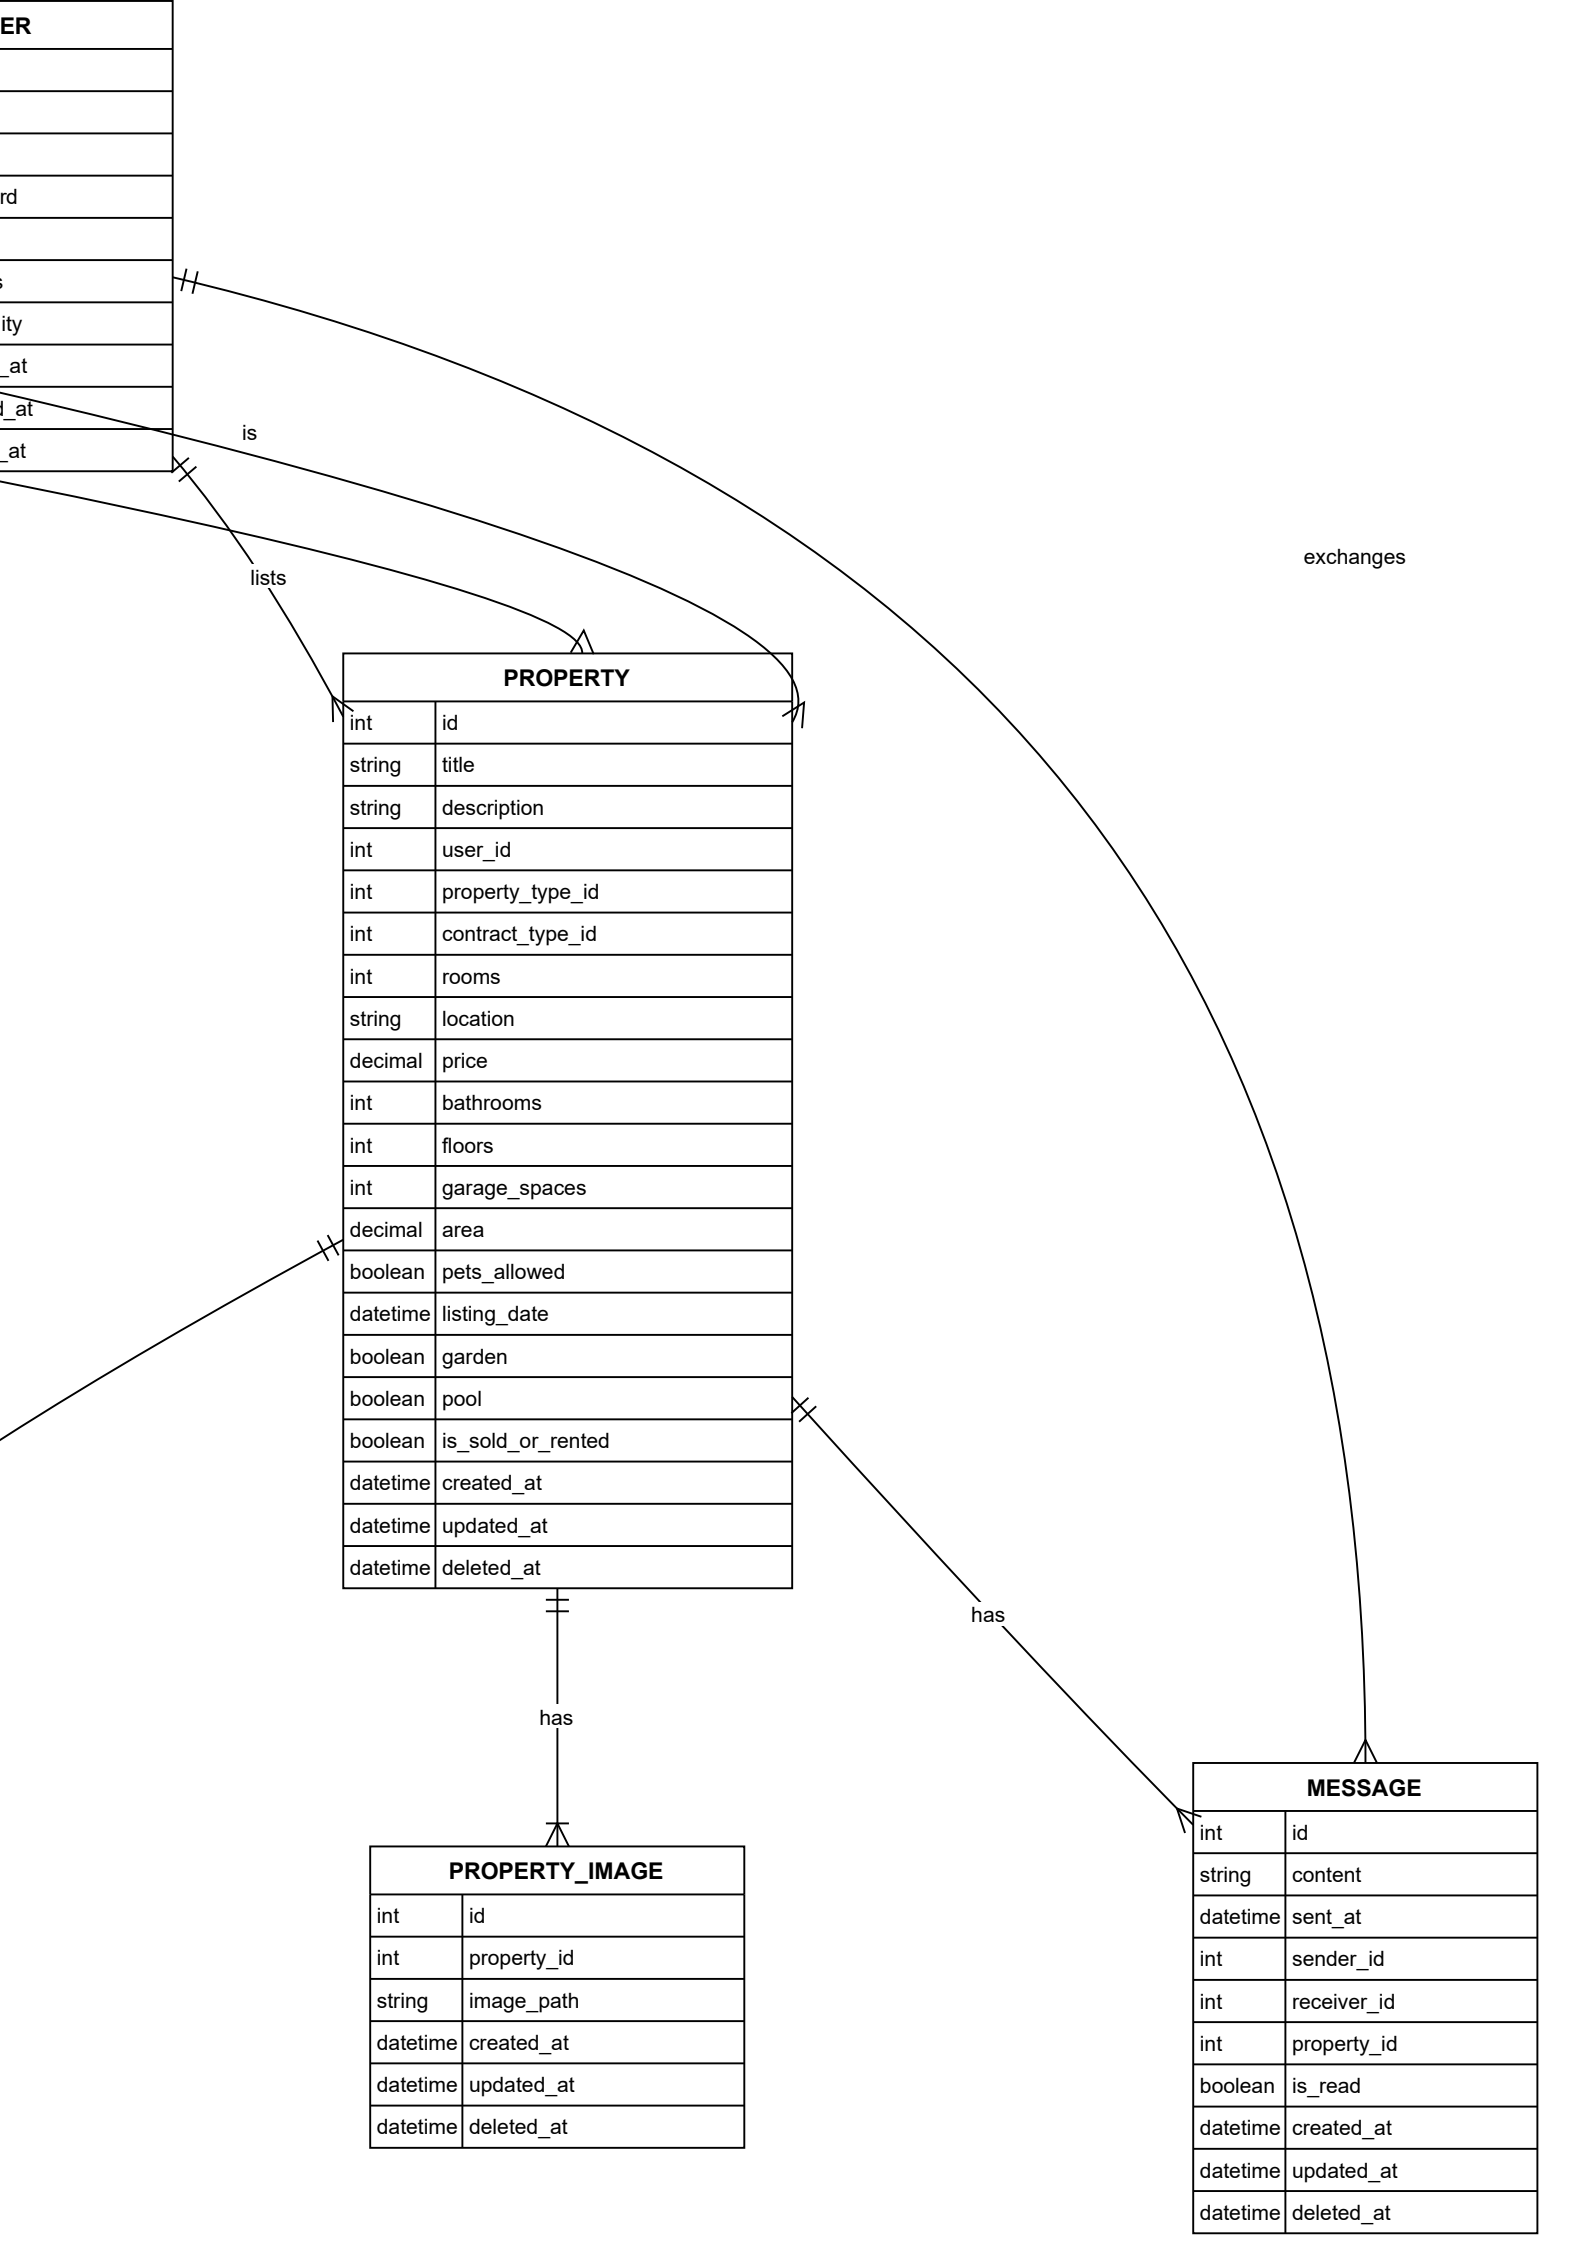 ER
rd
s
ity
_at
d_at
_at
is
lists
exchanges
PROPERTY
int id
string title
string description
int user_id
int property_type_id
int contract_type_id
int rooms
string location
decimal price
int bathrooms
int floors
int garage_spaces
decimal area
boolean pets_allowed
datetime listing_date
boolean garden
boolean pool
boolean is_sold_or_rented
datetime created_at
datetime updated_at
datetime deleted_at
has
has
PROPERTY_IMAGE
int id
int property_id
string image_path
datetime created_at
datetime updated_at
datetime deleted_at
MESSAGE
int id
string content
datetime sent_at
int sender_id
int receiver_id
int property_id
boolean is_read
datetime created_at
datetime updated_at
datetime deleted_at